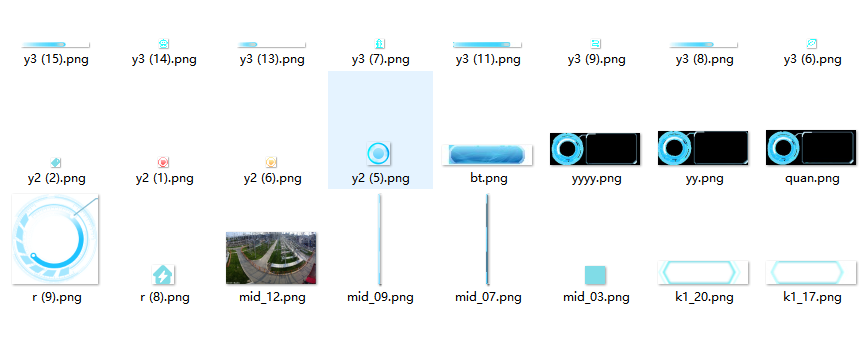 y3 (15).png y3 (14).png y3 (13).png y3 (7).png y3 (11).png y3 (9).png y3 (8).png y3 (6).png
y2 (2).png y2 (1).png y2 (6).png y2 (5).png bt.png yyyy.png yy.png quan.png
r (9).png r (8).png mid_12.png mid_09.png mid_07.png mid_03.png k1_20.png k1_17.png